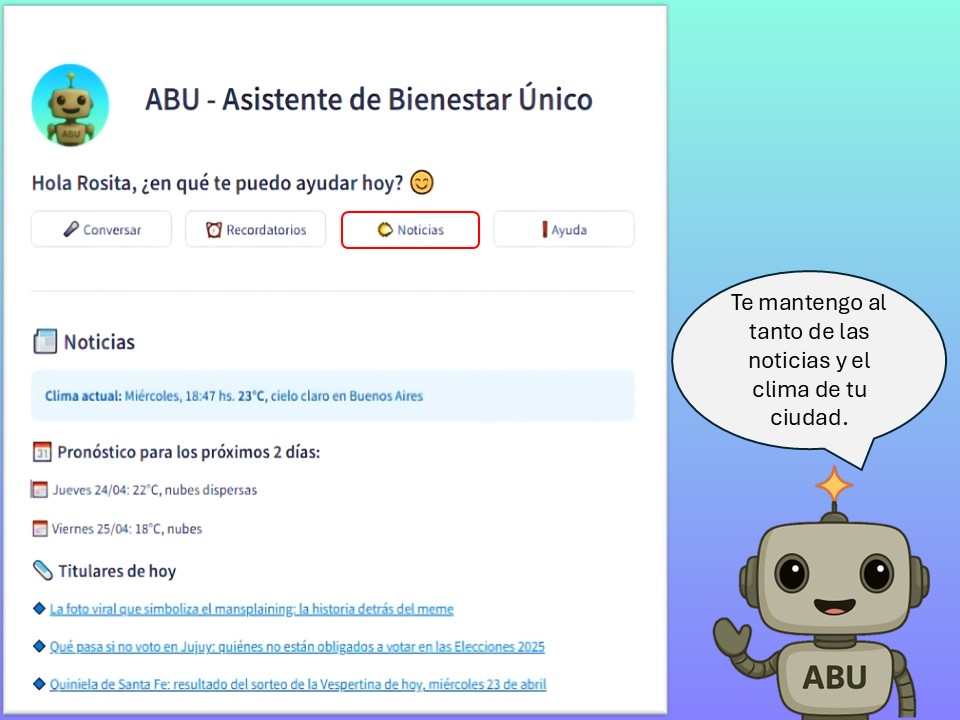 ABU
ABU - Asistente de Bienestar Único
Hola Rosita, ¿en qué te puedo ayudar hoy? 😊
Conversar
Recordatorios
Noticias
Ayuda
Noticias
Clima actual: Miércoles, 18:47 hs. 23°C, cielo claro en Buenos Aires
31 Pronóstico para los próximos 2 días:
Jueves 24/04: 22°C, nubes dispersas
Viernes 25/04: 18°C, nubes
Titulares de hoy
La foto viral que simboliza el mansplaining: la historia detrás del meme
Qué pasa si no voto en Jujuy: quiénes no están obligados a votar en las Elecciones 2025
Quiniela de Santa Fe: resultado del sorteo de la Vespertina de hoy, miércoles 23 de abril
Te mantengo al
tanto de las
noticias y el
clima de tu
ciudad.
ABU